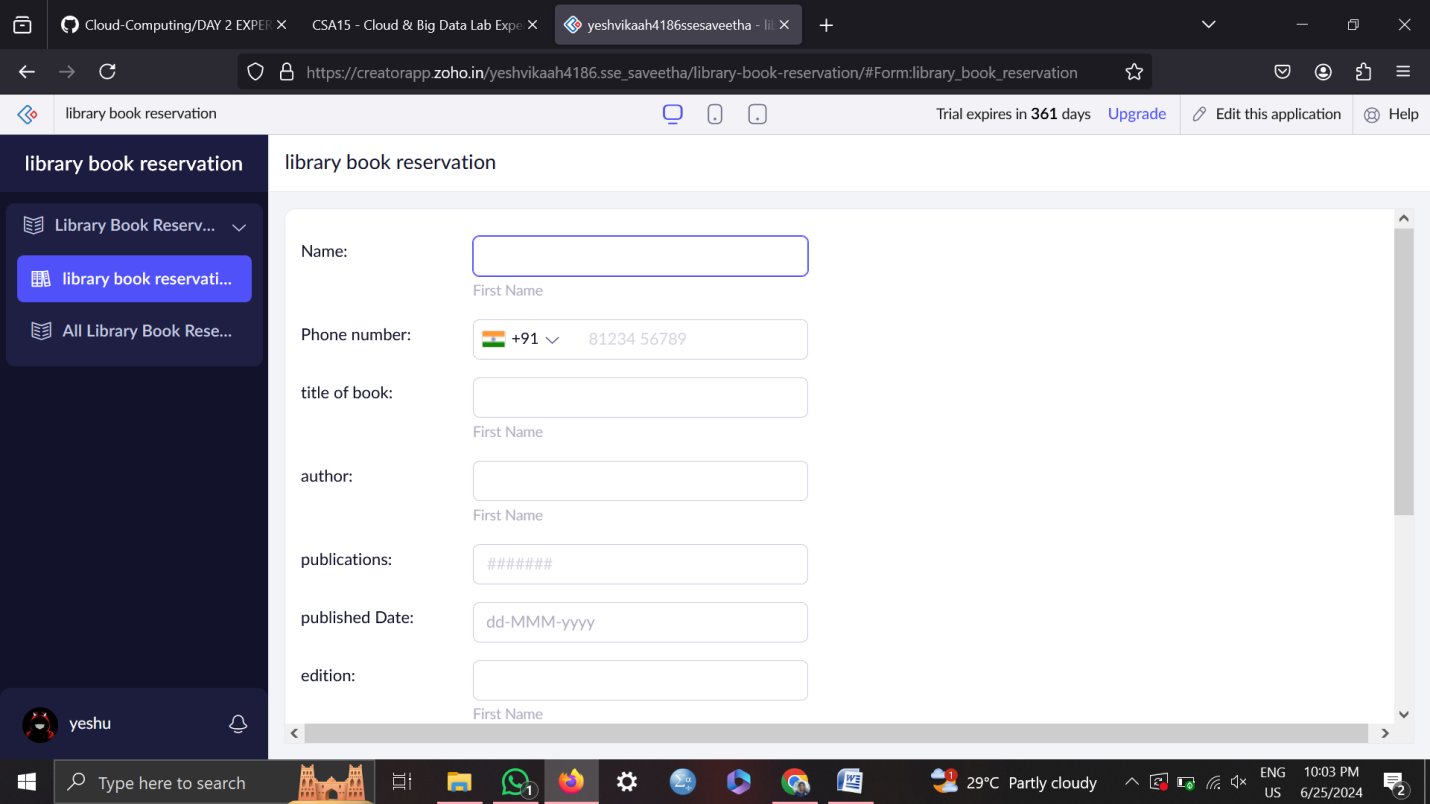 Cloud-Computing/DAY 2 EXPER
CSA15 - Cloud & Big Data Lab Expe
yeshvikaah4186ssesaveetha - li
https://creatorapp.zoho.in/yeshvikaah4186.sse_saveetha/library-book-reservation/#Form:library_book_reservation
library book reservation
Trial expires in 361 days
Upgrade
Edit this application
Help
library book reservation
Library Book Reserv...
library book reservati...
All Library Book Rese...
yeshu
library book reservation
Name:
First Name
Phone number:
+91
81234 56789
title of book:
First Name
author:
First Name
publications:
#######
published Date:
dd-MMM-yyyy
edition:
First Name
Type here to search
1
1
29°C Partly cloudy
ENG
US
10:03 PM
6/25/2024
2